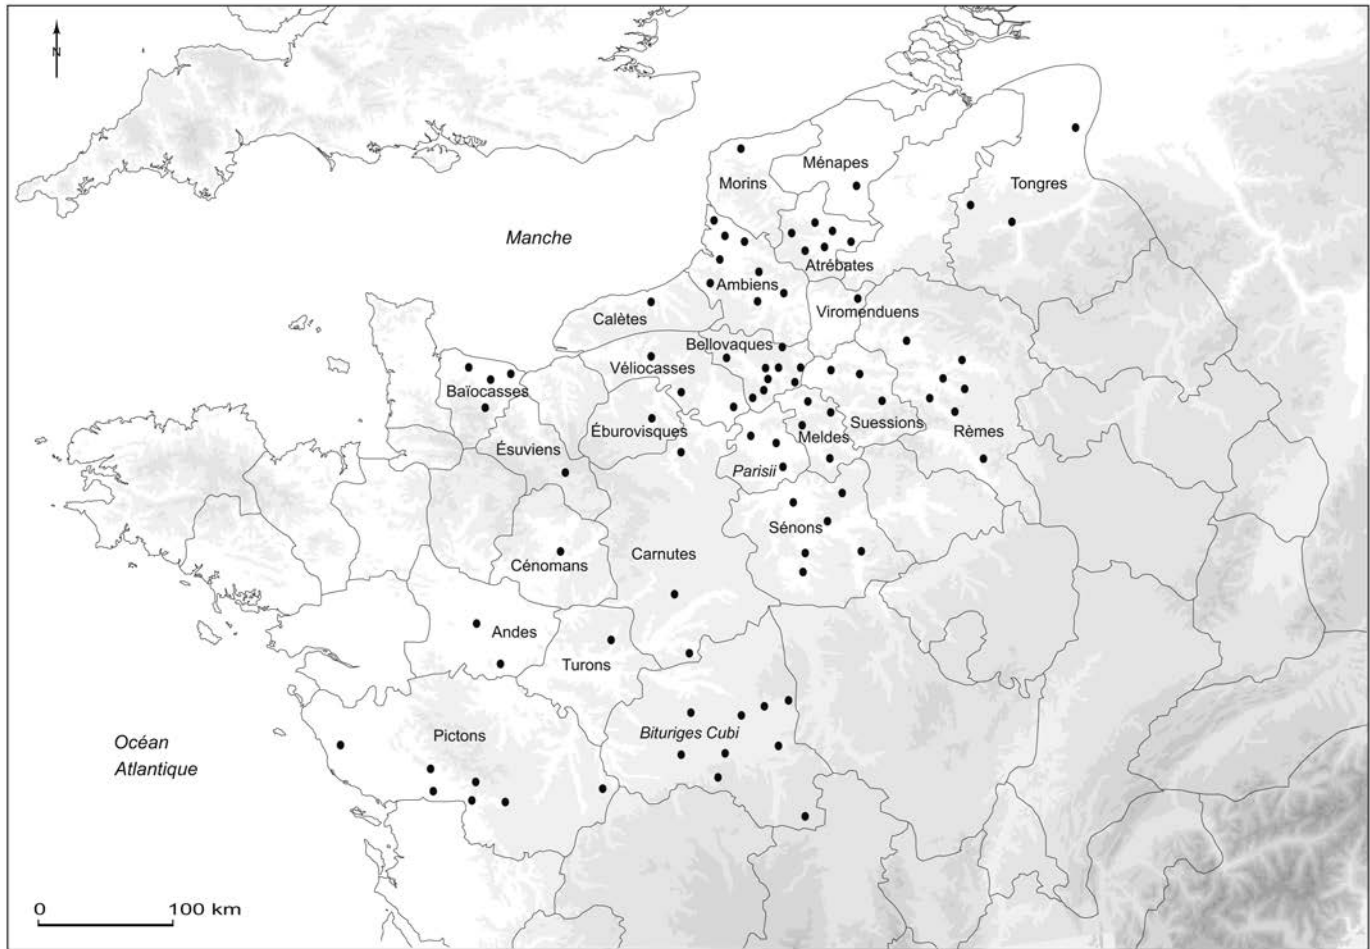 N
Ménapes
Morins
Tongres
Manche
Atrébates
Ambiens
Viromenduens
Calètes
Bellovaques
Véliocasses
Baïocasses
Suessions
Éburovisques
Rèmes
Meldes
Ésuviens
Parisii
Sénons
Carnutes
Cénomans
Andes
Turons
Bituriges Cubi
Pictons
Océan
Atlantique
0 100 km